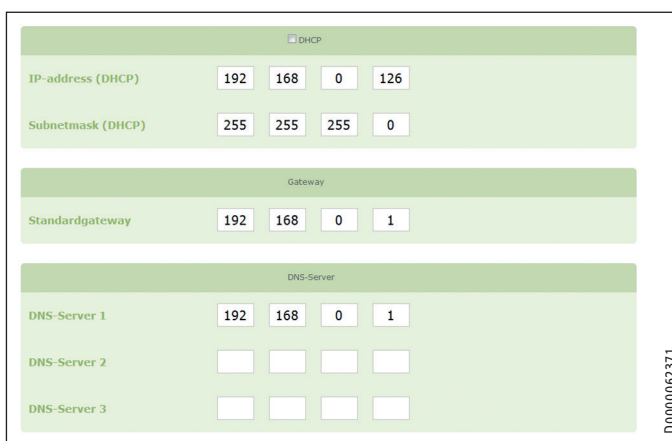 DHCP
IP-address (DHCP) 192 168 0 126
Subnetmask (DHCP) 255 255 255 0
Gateway
Standardgateway 192 168 0 1
DNS-Server
DNS-Server 1 192 168 0 1
DNS-Server 2
DNS-Server 3
D0000062371